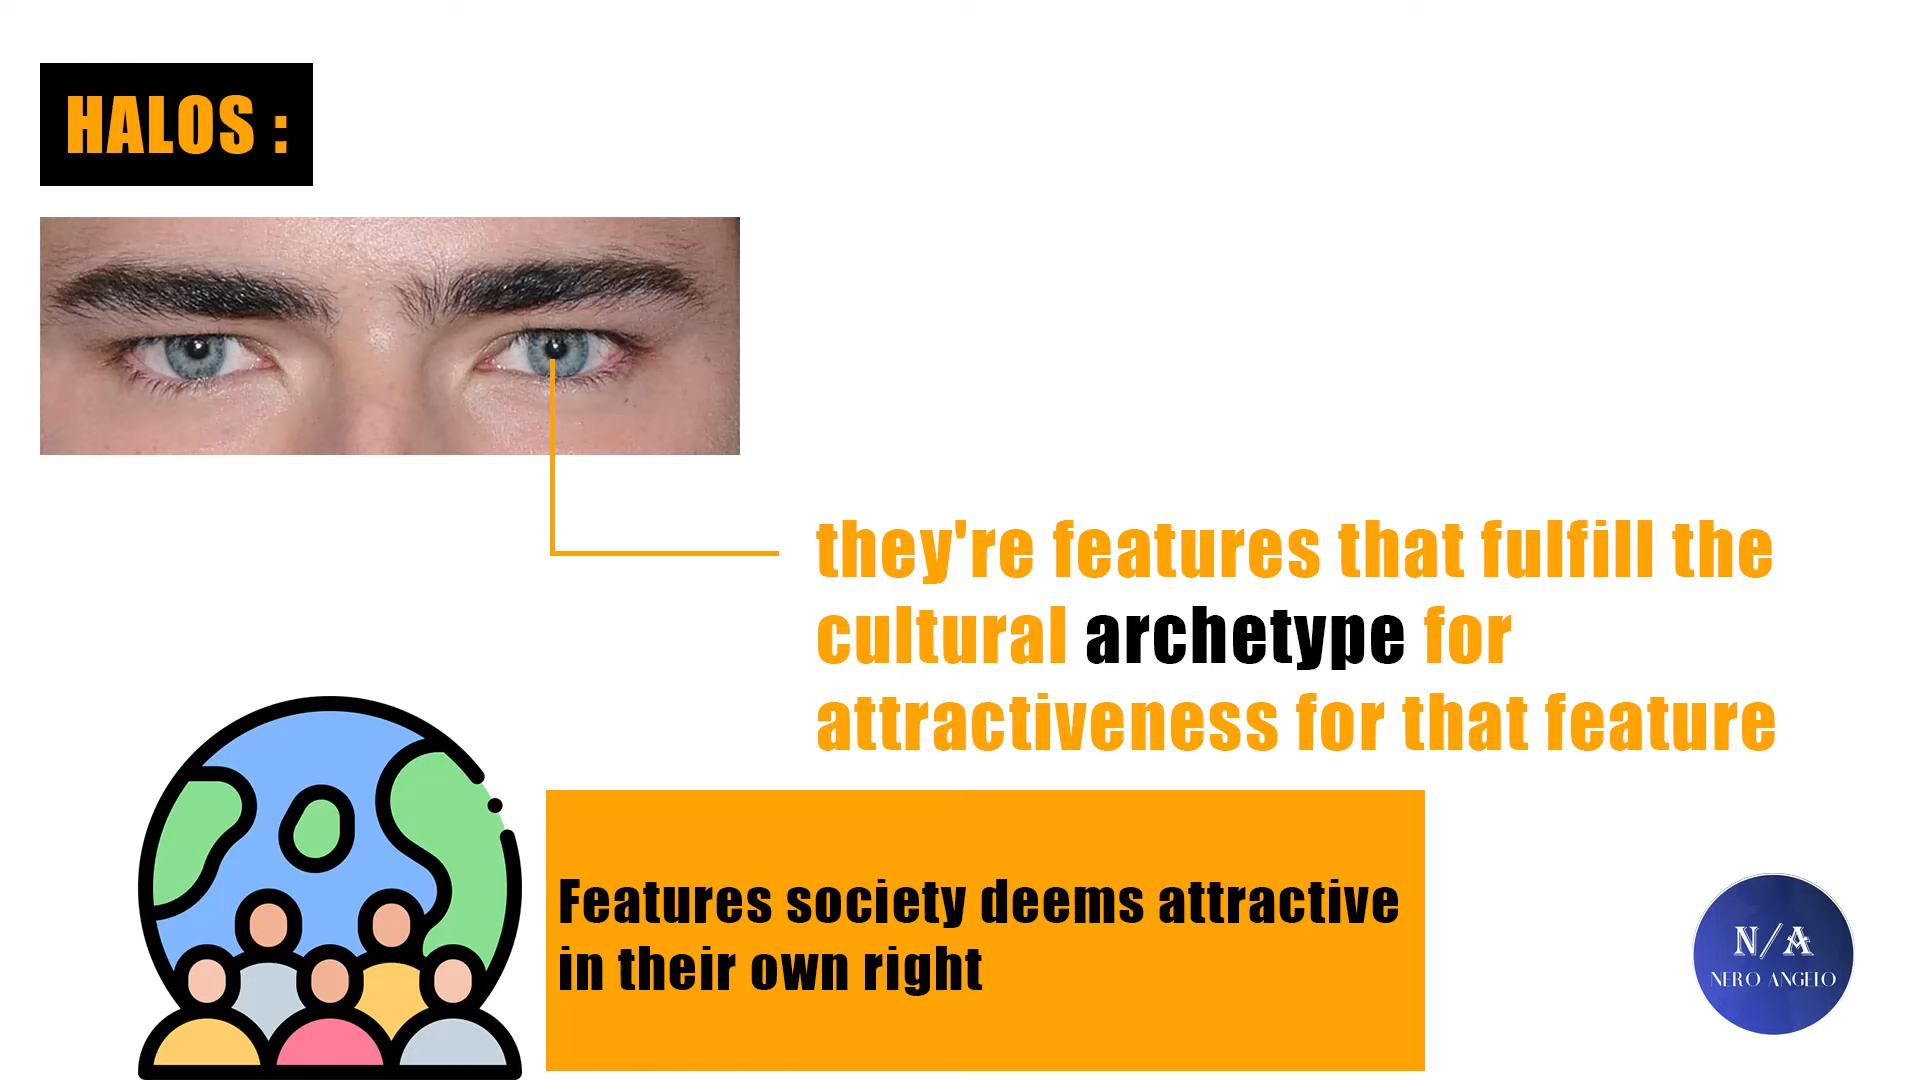 HALOS :
they're features that fulfill the
cultural archetype for
attractiveness for that feature
Features society deems attractive
in their own right
N/A
NERO ANGELO